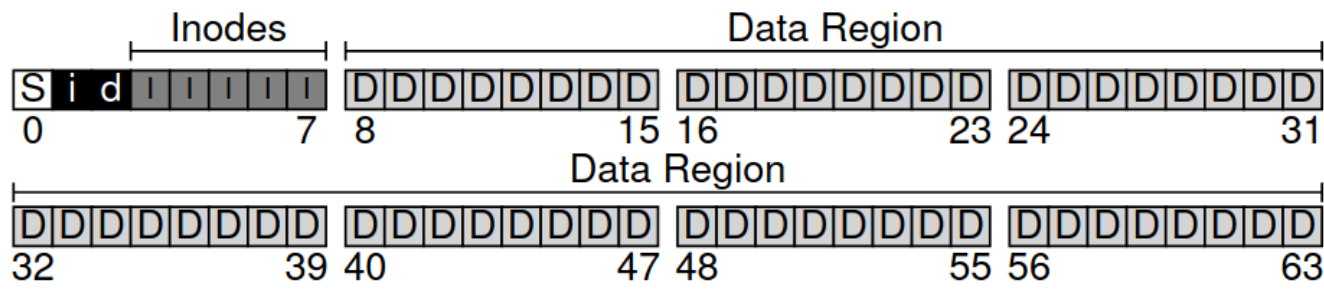 Inodes Data Region
S i d I I I I I D D D D D D D D D D D D D D D D D D D D D D D D
0 7 8 15 16 23 24 31
Data Region
D D D D D D D D D D D D D D D D D D D D D D D D D D D D D D D D
32 39 40 47 48 55 56 63